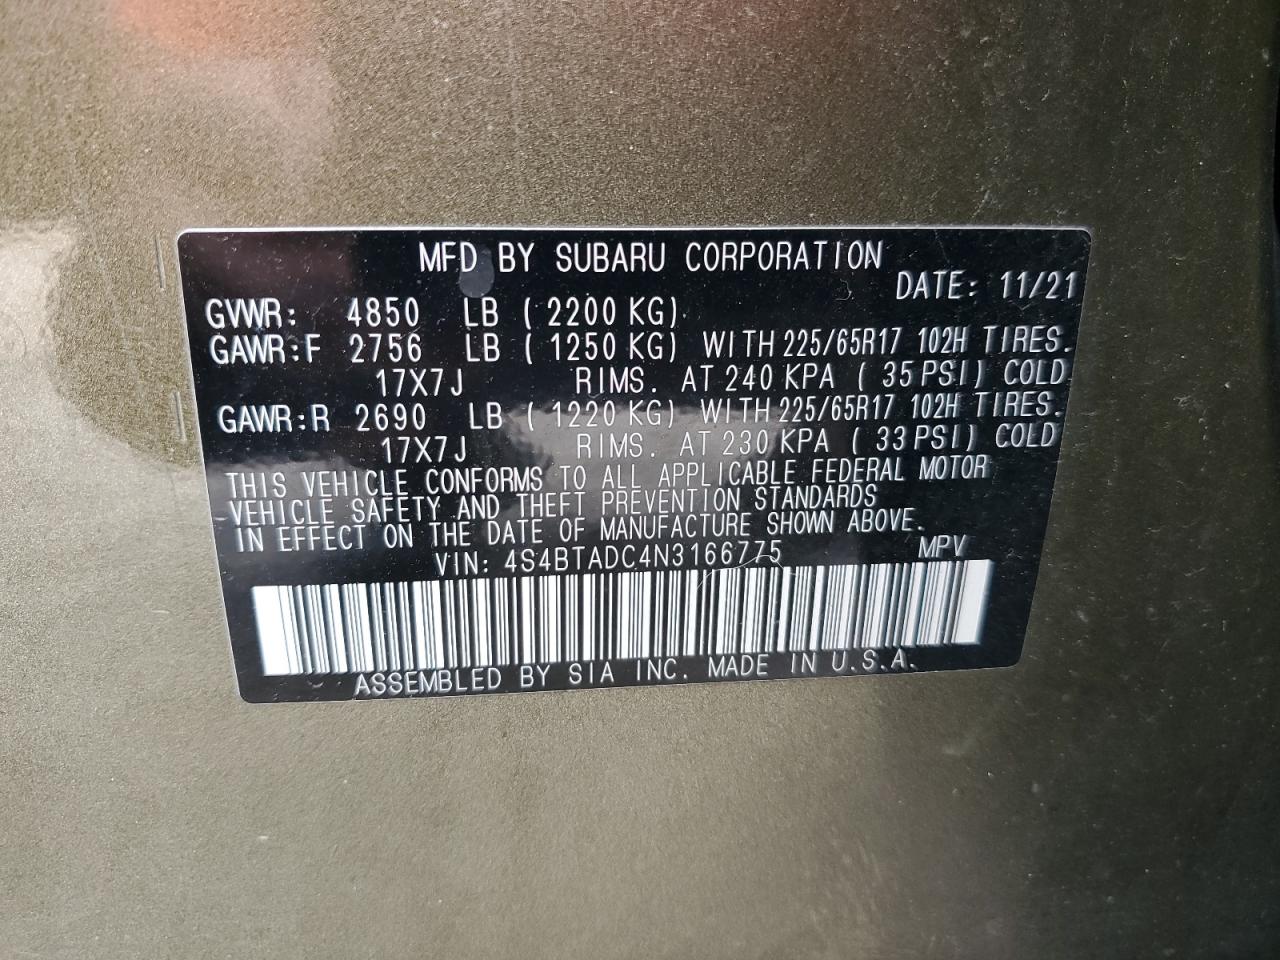 MFD BY SUBARU CORPORATION
DATE: 11/21
GVWR: 4850 LB ( 2200 KG)
GAWR:F 2756 LB ( 1250 KG) WITH 225/65R17 102H TIRES.
17X7J RIMS. AT 240 KPA ( 35 PSI) COLD
GAWR:R 2690 LB ( 1220 KG) WITH 225/65R17 102H TIRES.
17X7J RIMS. AT 230 KPA ( 33 PSI) COLD
THIS VEHICLE CONFORMS TO ALL APPLICABLE FEDERAL MOTOR
VEHICLE SAFETY AND THEFT PREVENTION STANDARDS
IN EFFECT ON THE DATE OF MANUFACTURE SHOWN ABOVE.
VIN: 4S4BTADC4N3166775 MPV
ASSEMBLED BY SIA INC. MADE IN U.S.A.